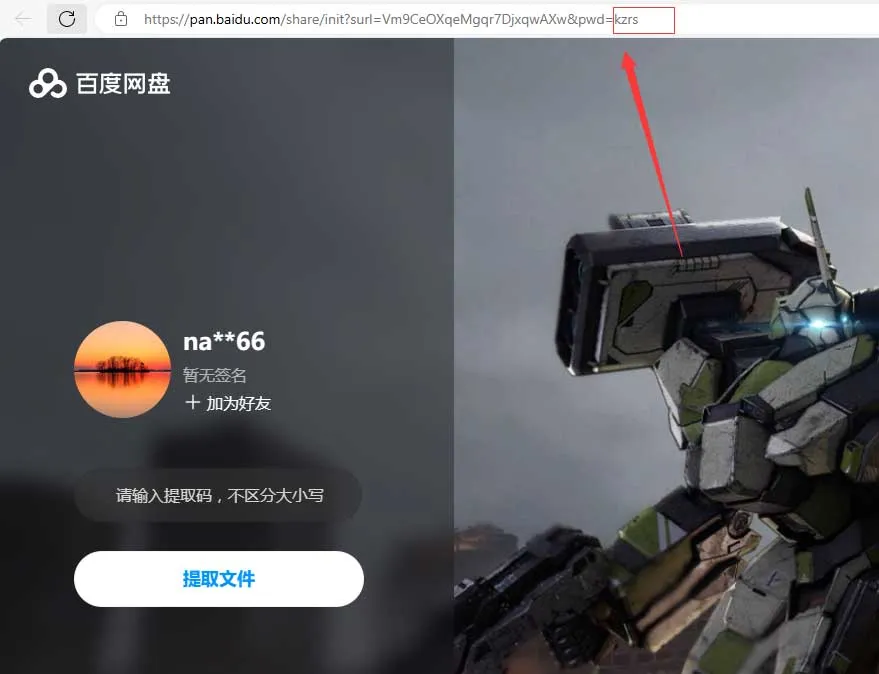 https://pan.baidu.com/share/init?surl=Vm9CeOXqeMgqr7DjxqwAXw&pwd=kzrs
百度网盘
na**66
暂无签名
加为好友
请输入提取码，不区分大小写
提取文件